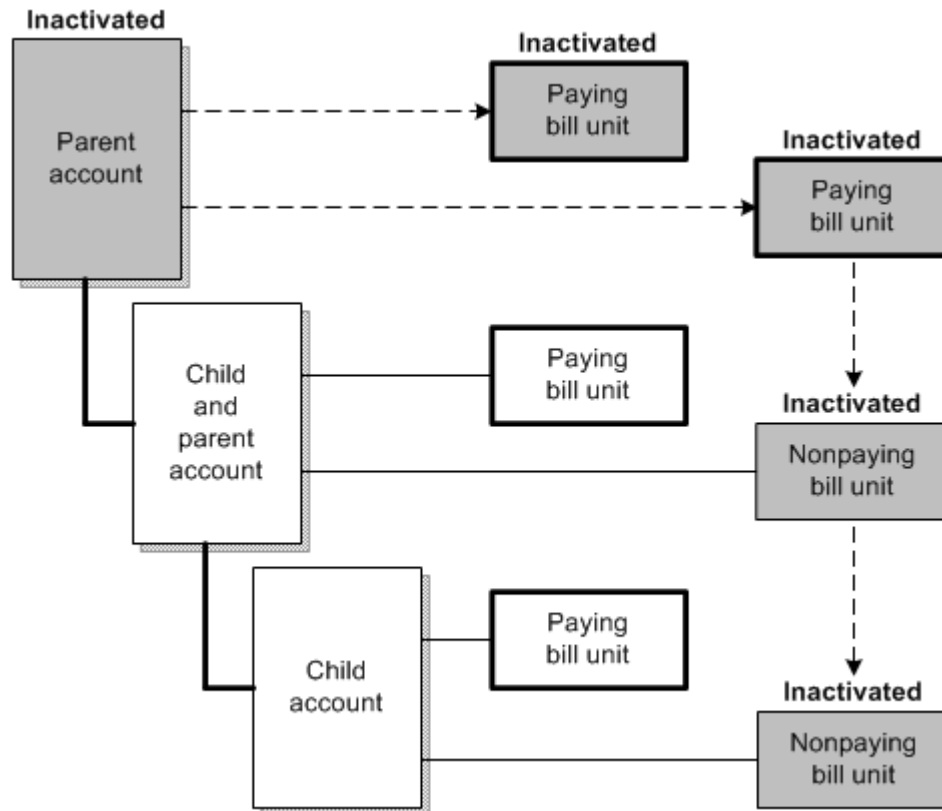 Inactivated
Parent
account
Inactivated
Paying
bill unit
Inactivated
Paying
bill unit
Child
and
parent
account
Paying
bill unit
Inactivated
Nonpaying
bill unit
Child
account
Paying
bill unit
Inactivated
Nonpaying
bill unit